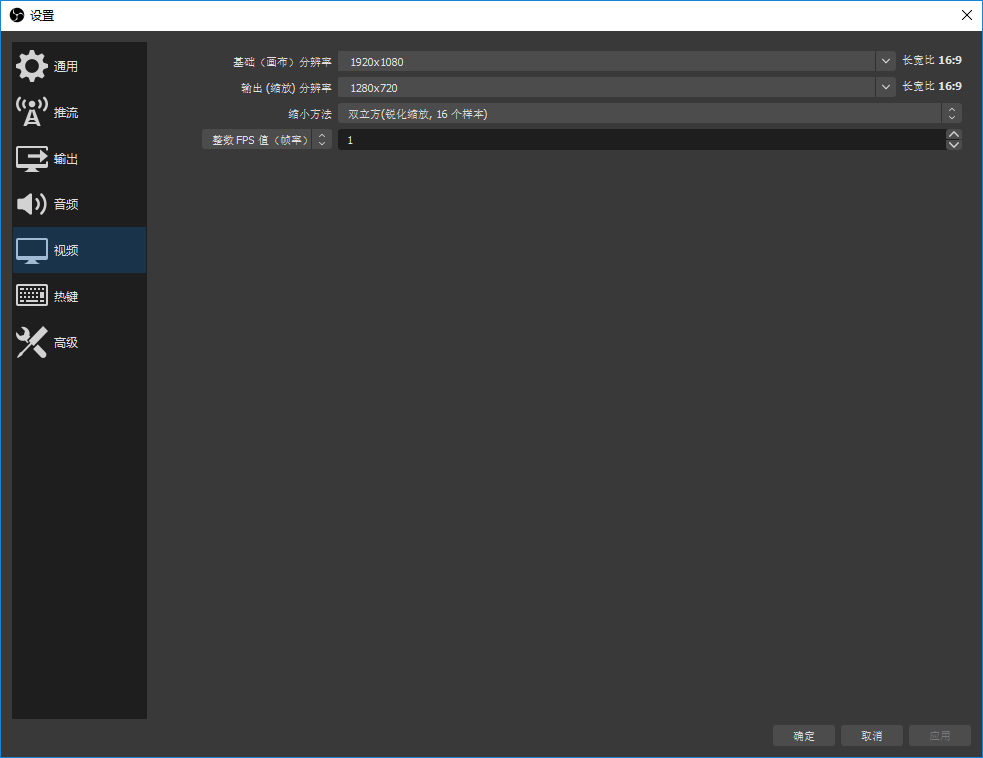 设置
通用
推流
输出
音频
视频
热键
高级
基础（画布）分辨率 1920x1080 长宽比 16:9
输出 (缩放) 分辨率 1280x720 长宽比 16:9
缩小方法 双立方(锐化缩放, 16 个样本)
整数 FPS 值（帧率） 1
确定 取消 应用